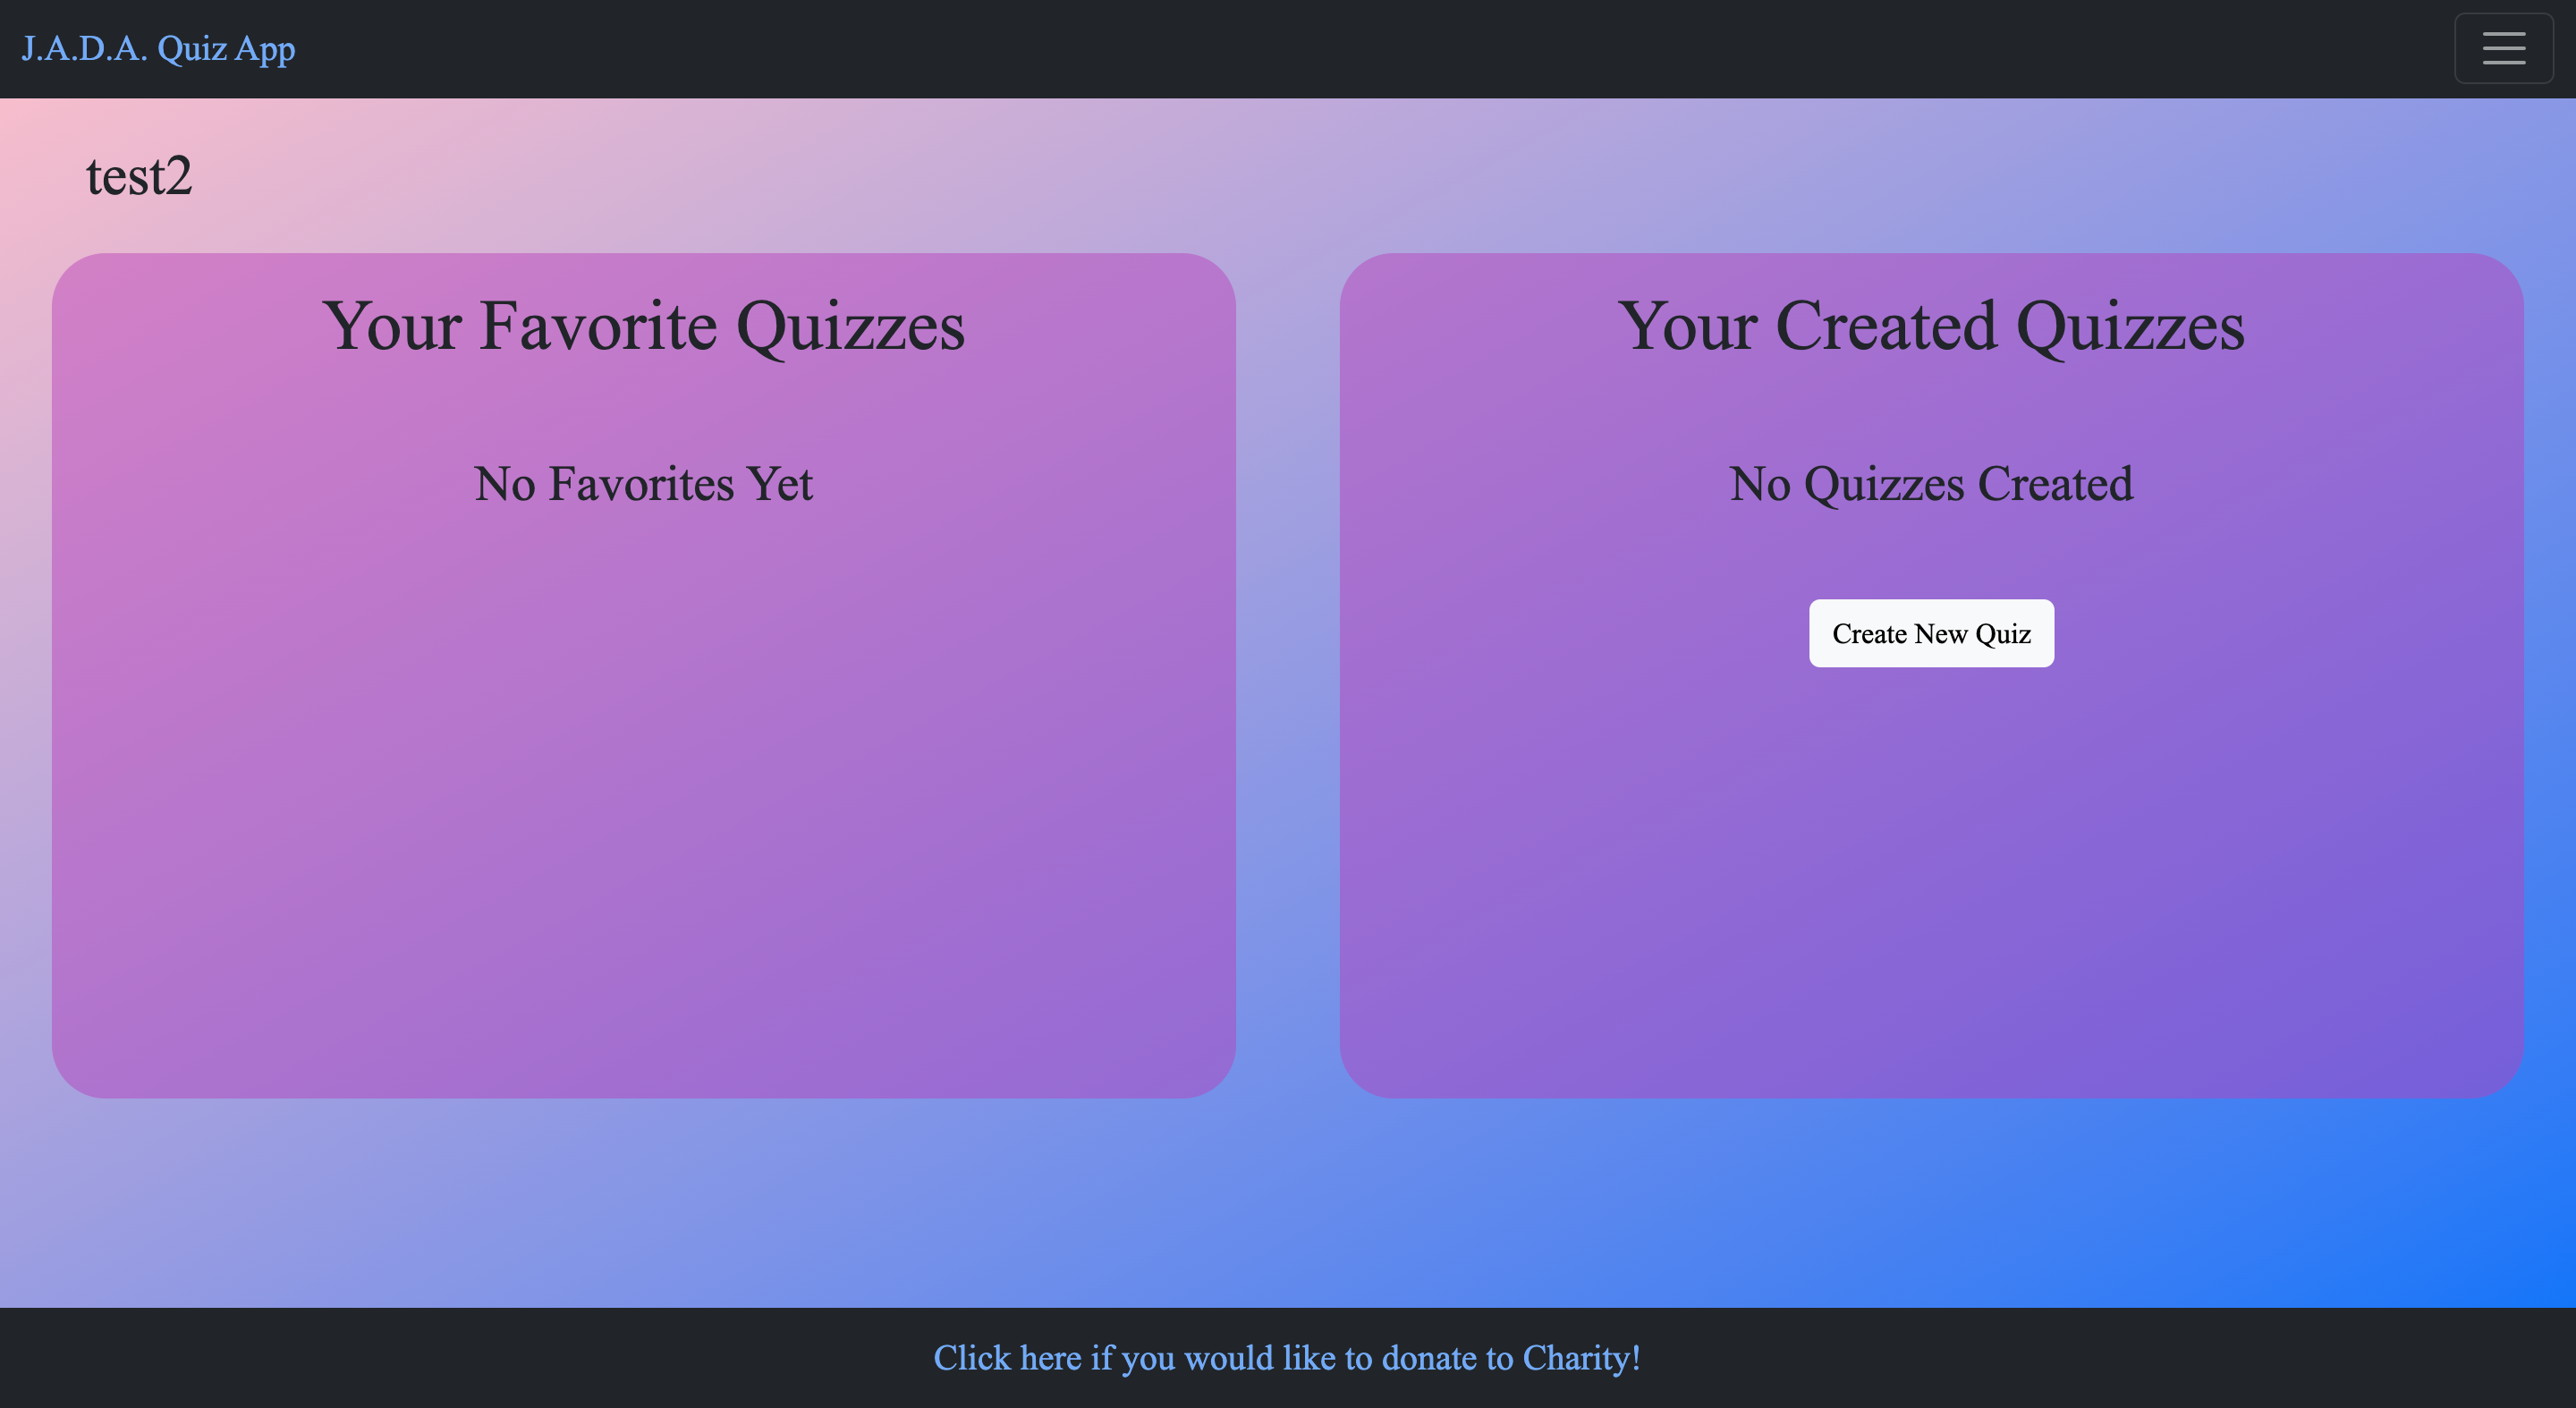 J.A.D.A. Quiz App
test2
Your Favorite Quizzes
No Favorites Yet
Your Created Quizzes
No Quizzes Created
Create New Quiz
Click here if you would like to donate to Charity!